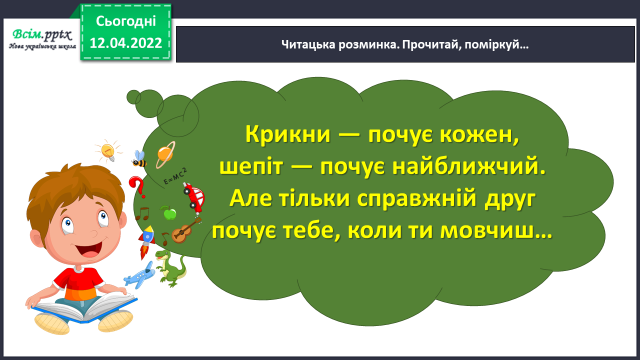 Всім.pptx
Нова українська школа
Сьогодні
12.04.2022
Читацька розминка. Прочитай, поміркуй…
Крикни — почує кожен,
шепіт — почує найближчий.
Але тільки справжній друг
почує тебе, коли ти мовчиш…
E=MC²